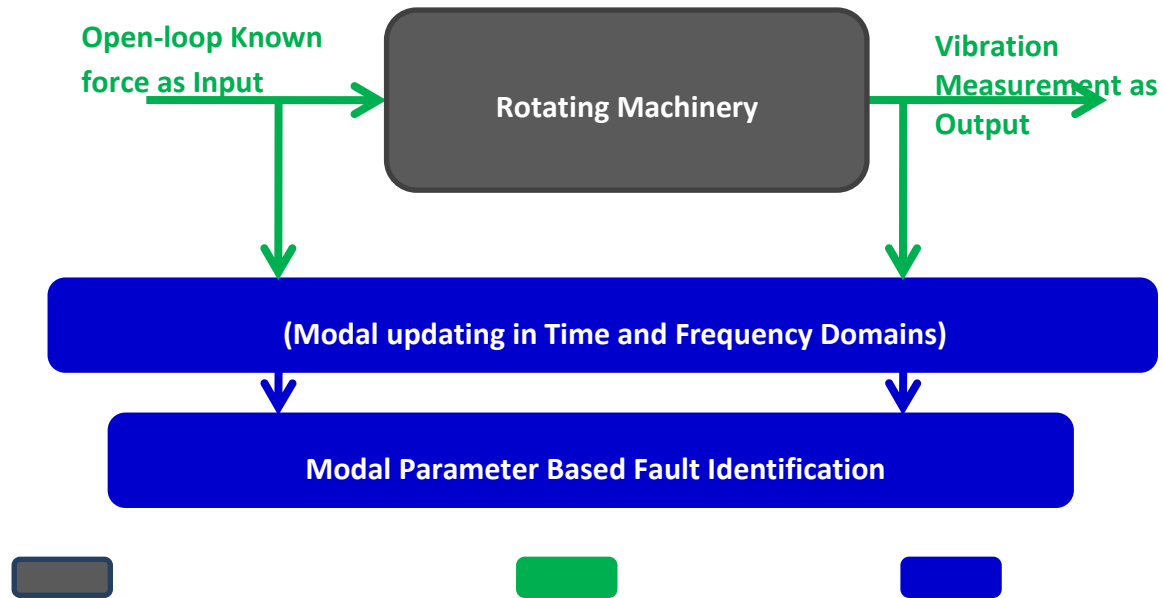 Open-loop Known
force as Input
Rotating Machinery
Vibration
Measurement as
Output
(Modal updating in Time and Frequency Domains)
Modal Parameter Based Fault Identification